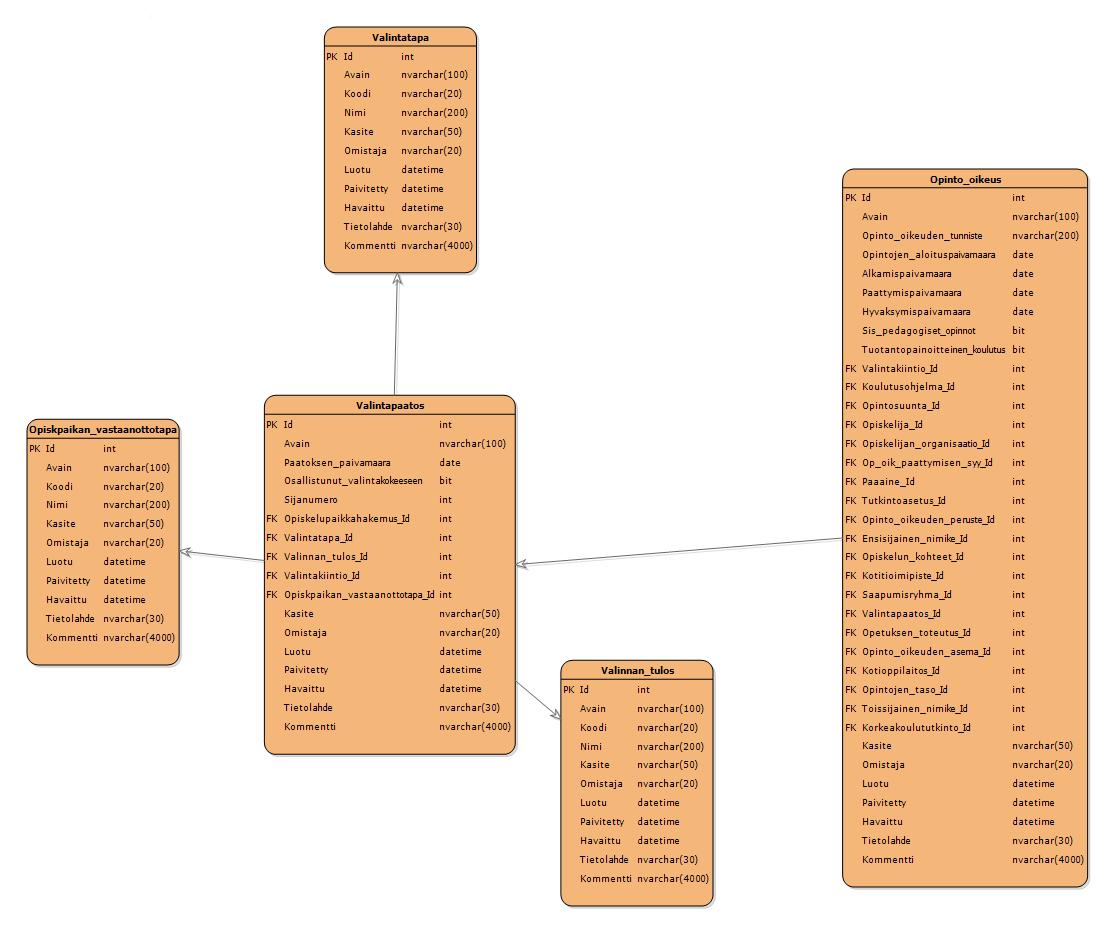 Valintatapa
PK Id int
Avain nvarchar(100)
Koodi nvarchar(20)
Nimi nvarchar(200)
Kasite nvarchar(50)
Omistaja nvarchar(20)
Luotu datetime
Paivitetty datetime
Havaittu datetime
Tietolahde nvarchar(30)
Kommentti nvarchar(4000)
Opinto_oikeus
PK Id int
Avain nvarchar(100)
Opinto_oikeuden_tunniste nvarchar(200)
Opintojen_aloituspaivamaara date
Alkamispaivamaara date
Paattymispaivamaara date
Hyvaksymispaivamaara date
Sis_pedagogiset_opinnot bit
Tuotantopainoitteinen_koulutus bit
FK Valintakiintio_Id int
FK Koulutusohjelma_Id int
FK Opintosuunta_Id int
FK Opiskelija_Id int
FK Opiskelijan_organisaatio_Id int
FK Op_oik_paattymisen_syy_Id int
FK Paaaine_Id int
FK Tutkintoasetus_Id int
FK Opinto_oikeuden_peruste_Id int
FK Ensisijainen_nimike_Id int
FK Opiskelun_kohteet_Id int
FK Kotitioimipiste_Id int
FK Saapumisryhma_Id int
FK Valintapaatos_Id int
FK Opetuksen_toteutus_Id int
FK Opinto_oikeuden_asema_Id int
FK Kotioppilaitos_Id int
FK Opintojen_taso_Id int
FK Toissijainen_nimike_Id int
FK Korkeakoulututkinto_Id int
Kasite nvarchar(50)
Omistaja nvarchar(20)
Luotu datetime
Paivitetty datetime
Havaittu datetime
Tietolahde nvarchar(30)
Kommentti nvarchar(4000)
Valintapaatos
PK Id int
Avain nvarchar(100)
Paatoksen_paivamaara date
Osallistunut_valintakokeeseen bit
Sijanumero int
FK Opiskelupaikkahakemus_Id int
FK Valintatapa_Id int
FK Valinnan_tulos_Id int
FK Valintakiintio_Id int
FK Opiskpaikan_vastaanottotapa_Id int
Kasite nvarchar(50)
Omistaja nvarchar(20)
Luotu datetime
Paivitetty datetime
Havaittu datetime
Tietolahde nvarchar(30)
Kommentti nvarchar(4000)
Opiskpaikan_vastaanottotapa
PK Id int
Avain nvarchar(100)
Koodi nvarchar(20)
Nimi nvarchar(200)
Kasite nvarchar(50)
Omistaja nvarchar(20)
Luotu datetime
Paivitetty datetime
Havaittu datetime
Tietolahde nvarchar(30)
Kommentti nvarchar(4000)
Valinnan_tulos
PK Id int
Avain nvarchar(100)
Koodi nvarchar(20)
Nimi nvarchar(200)
Kasite nvarchar(50)
Omistaja nvarchar(20)
Luotu datetime
Paivitetty datetime
Havaittu datetime
Tietolahde nvarchar(30)
Kommentti nvarchar(4000)